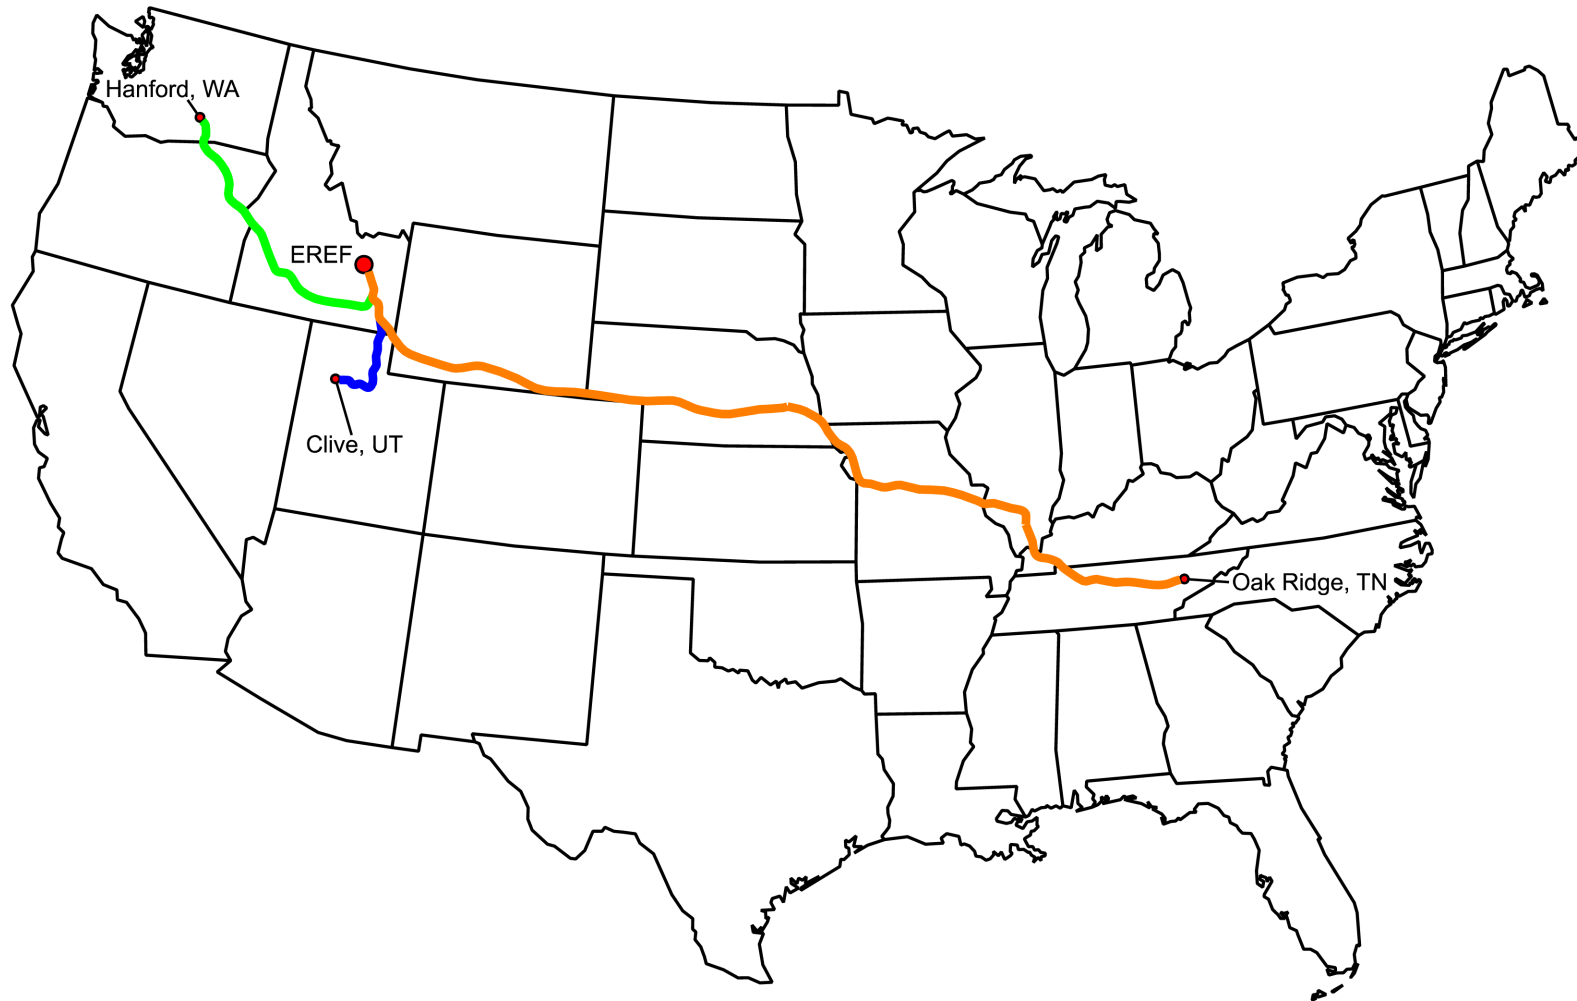 Hanford, WA
EREF
Clive, UT
Oak Ridge, TN